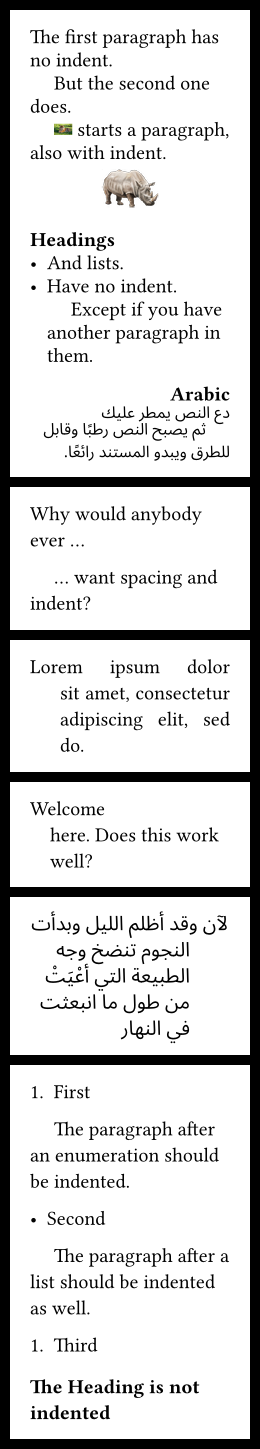 The first paragraph has
no indent.
But the second one
does.
starts a paragraph,
also with indent.
Headings
• And lists.
• Have no indent.
Except if you have
another paragraph in
them.
Arabic
دع النص يمطر عليك
ثم يصبح النص رطبًا وقابل
للطرق ويبدو المستند رائعًا.
Why would anybody
ever …
… want spacing and
indent?
Lorem ipsum dolor
sit amet, consectetur
adipiscing elit, sed
do.
Welcome
here. Does this work
well?
لآن وقد أظلم الليل وبدأت
النجوم تنضخ وجه
الطبيعة التي أعْيَتْ
من طول ما انبعثت
في النهار
1. First
The paragraph after
an enumeration should
be indented.
• Second
The paragraph after a
list should be indented
as well.
1. Third
The Heading is not
indented